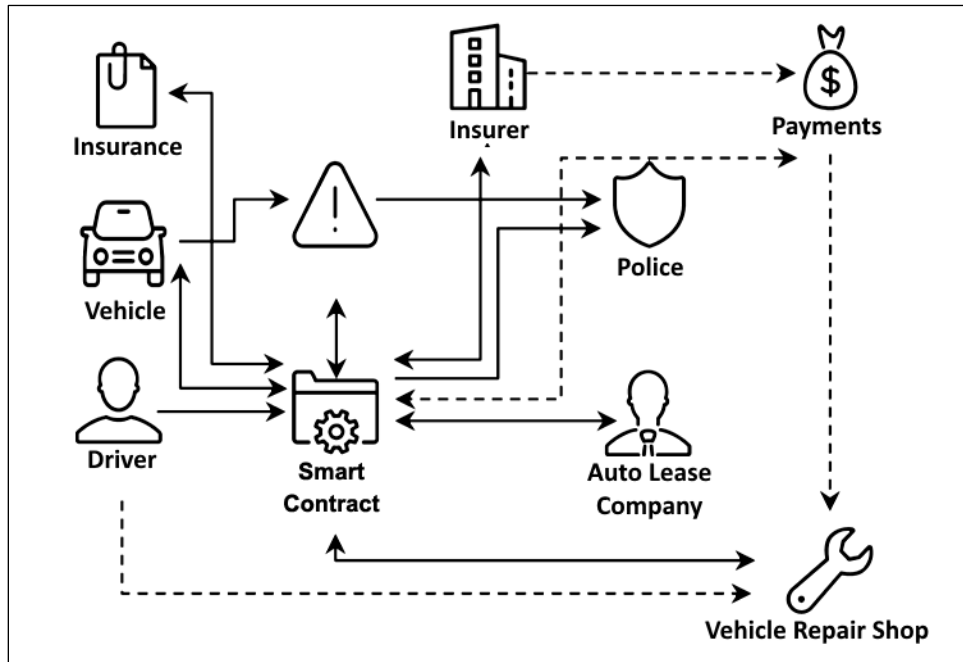 Insurance
Insurer
$
Payments
Vehicle
!
Police
Driver
Smart
Contract
Auto Lease
Company
Vehicle Repair Shop